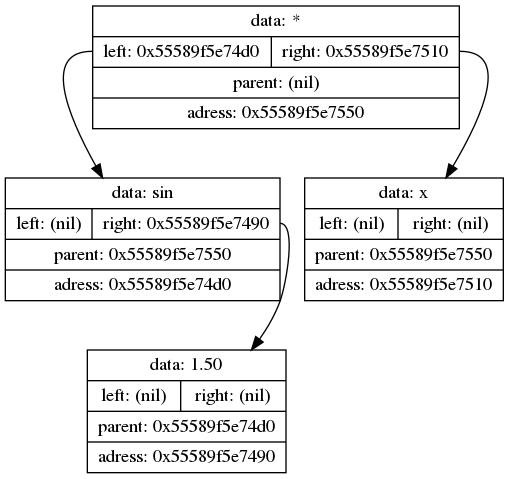 data: *
left: 0x55589f5e74d0 right: 0x55589f5e7510
parent: (nil)
adress: 0x55589f5e7550
data: sin
left: (nil) right: 0x55589f5e7490
parent: 0x55589f5e7550
adress: 0x55589f5e74d0
data: x
left: (nil) right: (nil)
parent: 0x55589f5e7550
adress: 0x55589f5e7510
data: 1.50
left: (nil) right: (nil)
parent: 0x55589f5e74d0
adress: 0x55589f5e7490